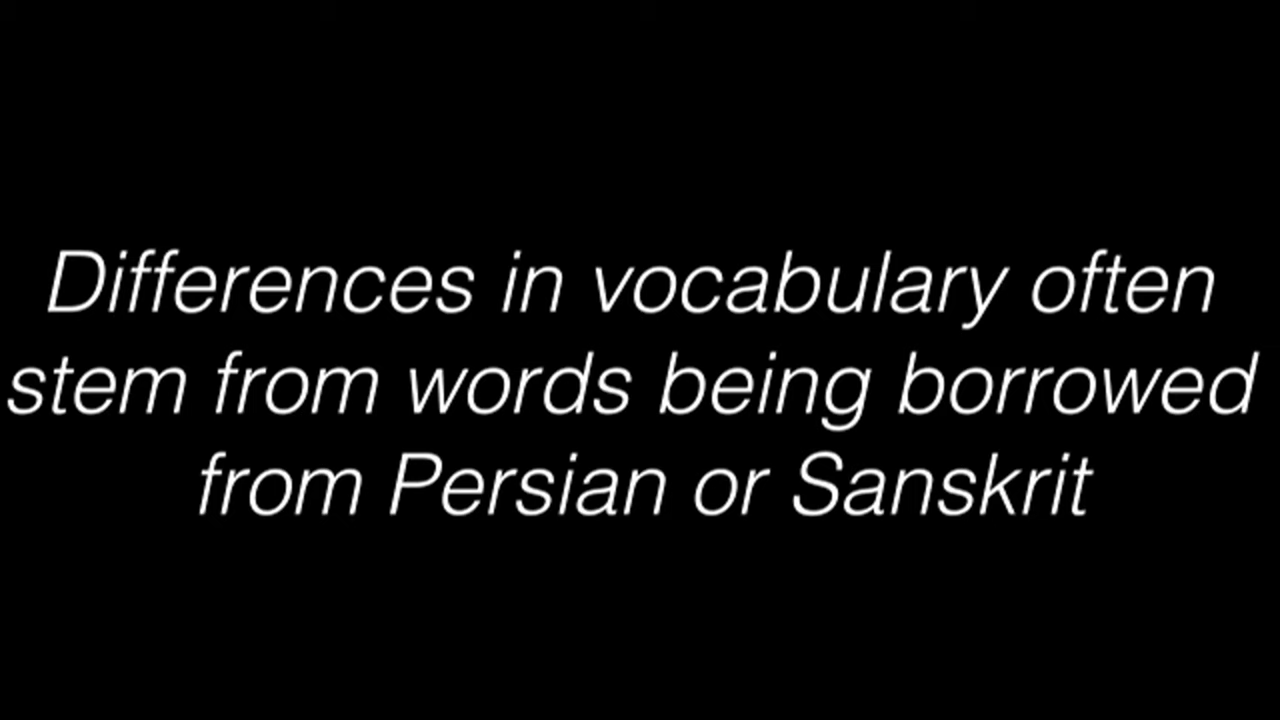 Differences in vocabulary often
stem from words being borrowed
from Persian or Sanskrit